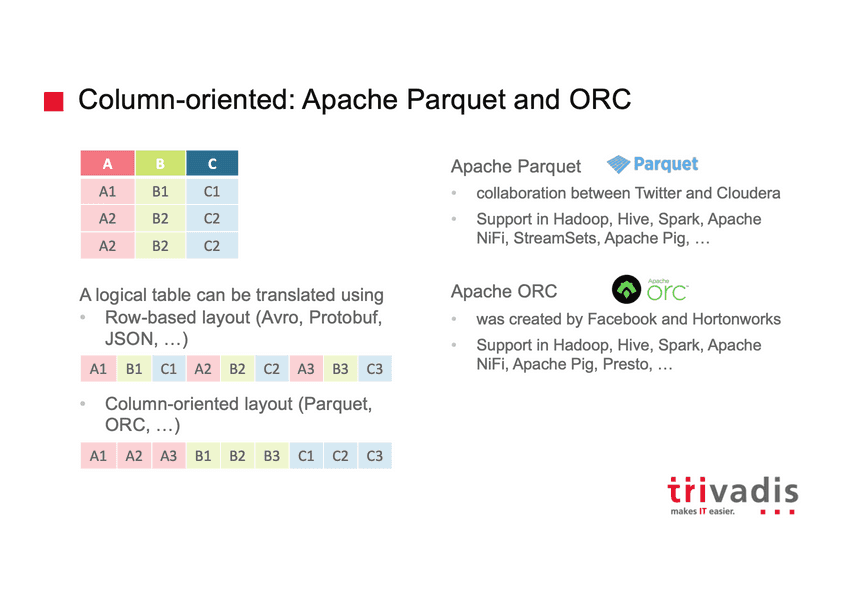 Column-oriented: Apache Parquet and ORC
A B C
A1 B1 C1
A2 B2 C2
A2 B2 C2
A logical table can be translated using
• Row-based layout (Avro, Protobuf,
JSON, …)
A1 B1 C1 A2 B2 C2 A3 B3 C3
• Column-oriented layout (Parquet,
ORC, …)
A1 A2 A3 B1 B2 B3 C1 C2 C3
Apache Parquet Parquet
• collaboration between Twitter and Cloudera
• Support in Hadoop, Hive, Spark, Apache
NiFi, StreamSets, Apache Pig, …
Apache ORC Apache orc
• was created by Facebook and Hortonworks
• Support in Hadoop, Hive, Spark, Apache
NiFi, Apache Pig, Presto, …
trivadis
makes IT easier.